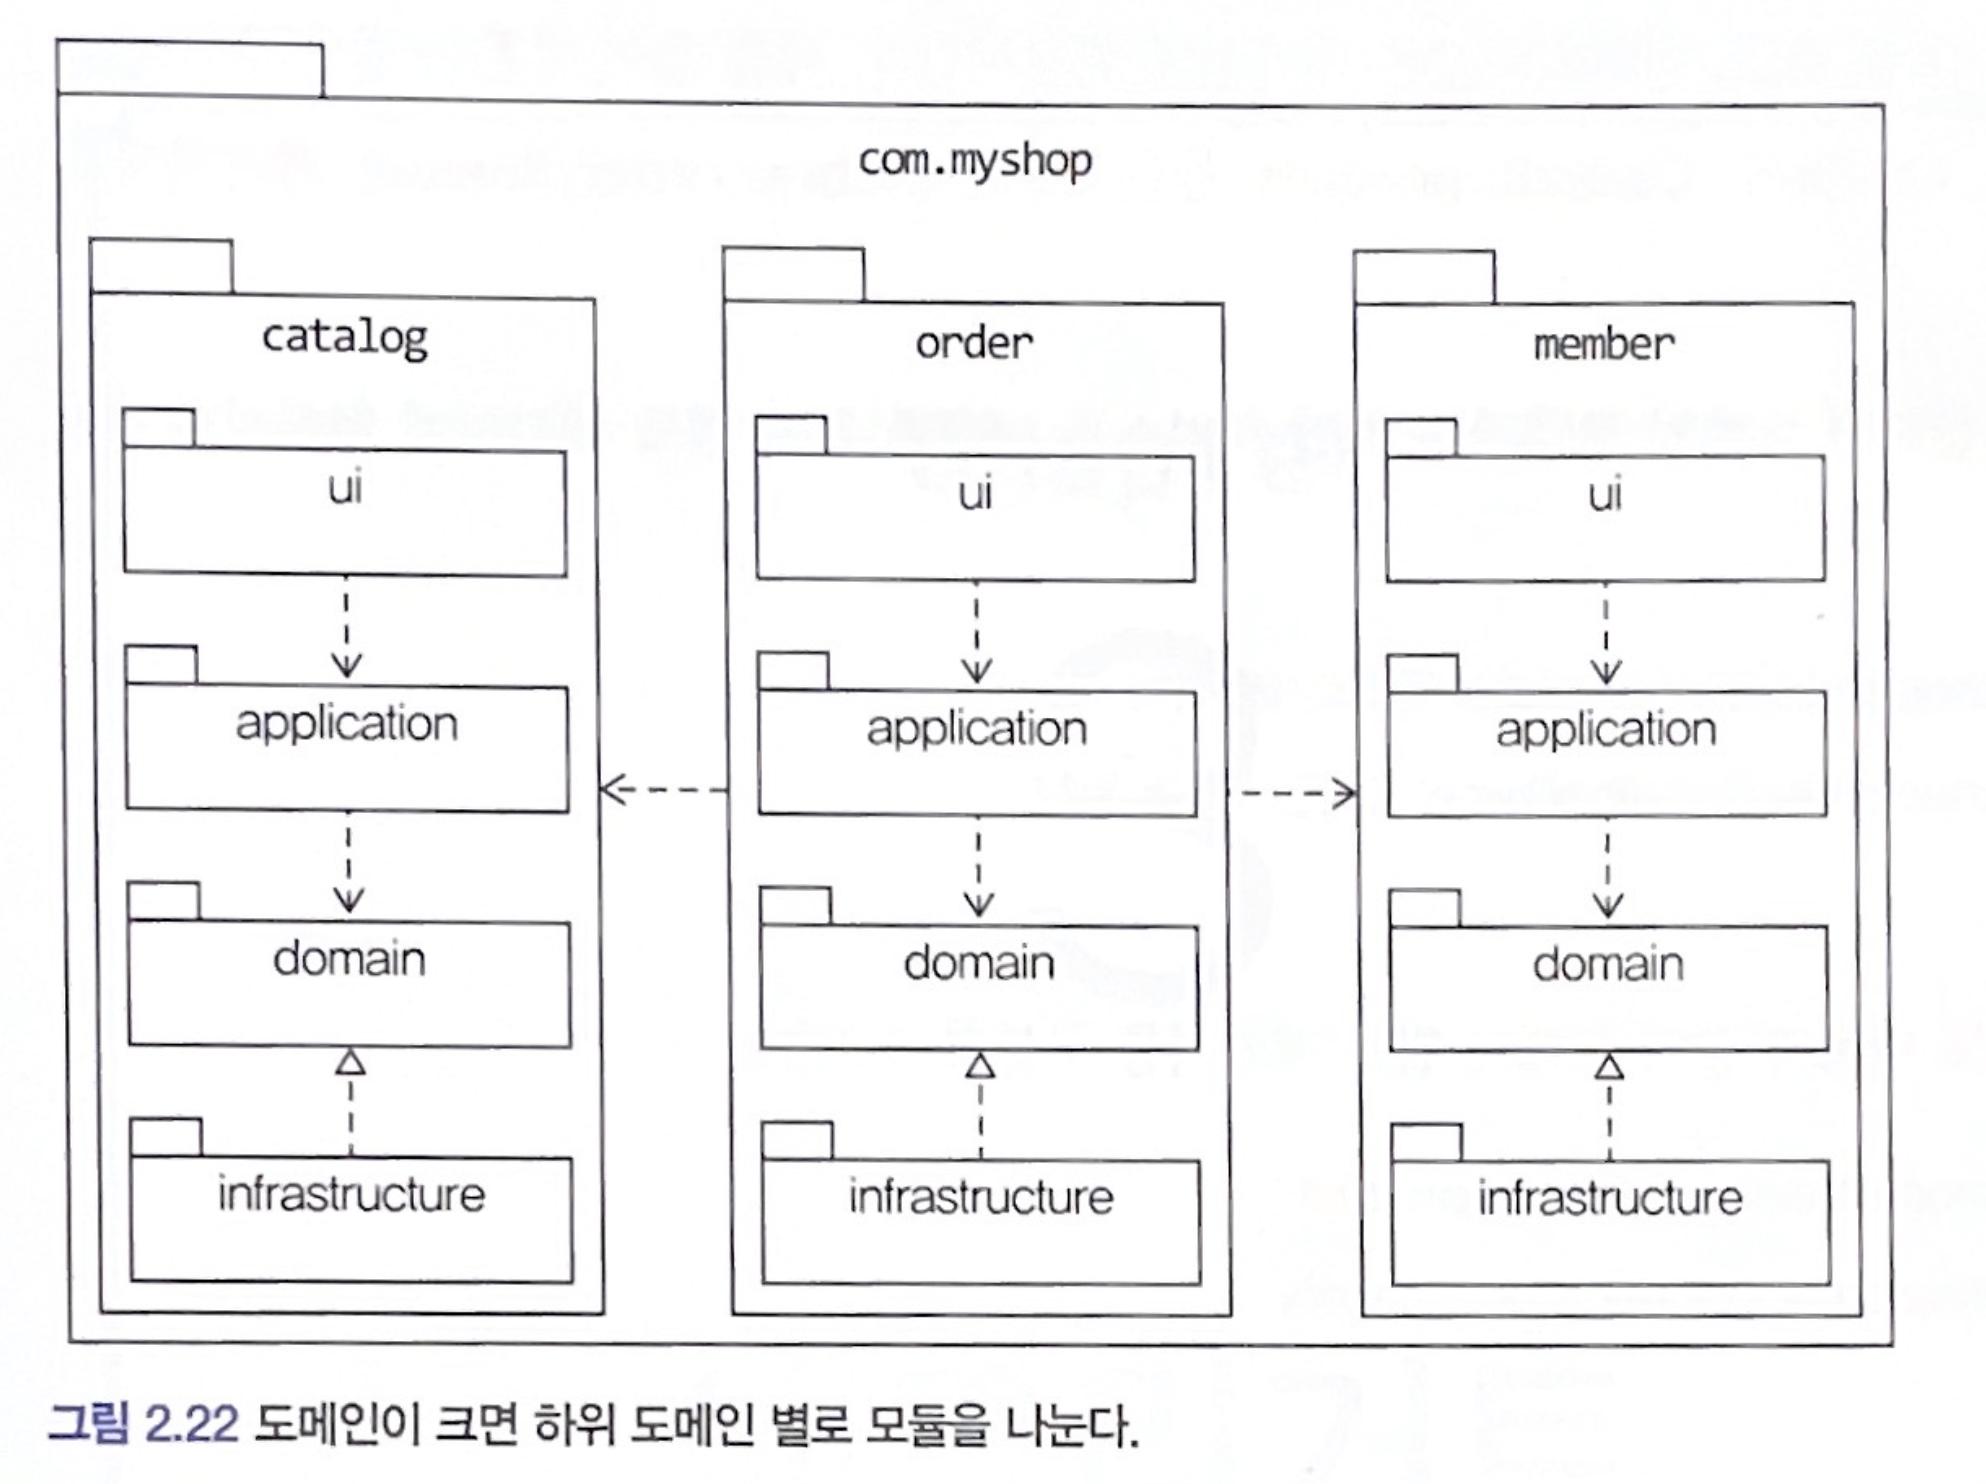 com.myshop
catalog
order
member
ui
ui
ui
application
application
application
domain
domain
domain
infrastructure
infrastructure
infrastructure
그림 2.22 도메인이 크면 하위 도메인 별로 모듈을 나눈다.